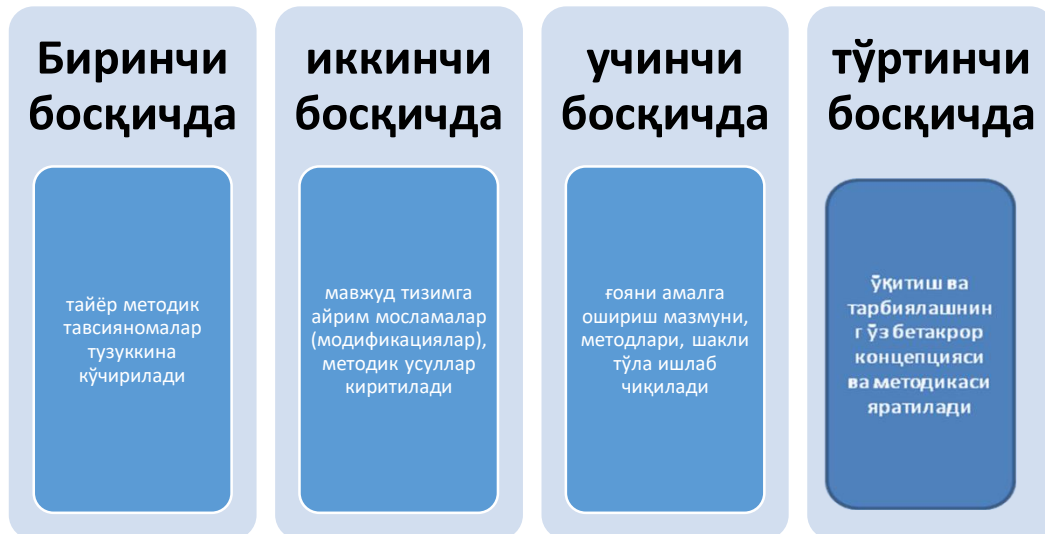 Биринчи
босқичда
тайёр методик
тавсияномалар
тузуккина
кўчирилади
иккинчи
босқичда
мавжуд тизимга
айрим мосламалар
(модификациялар),
методик усуллар
киритилади
учинчи
босқичда
ғояни амалга
ошириш мазмуни,
методлари, шакли
тўла ишлаб
чиқилади
тўртинчи
босқичда
ўқитиш ва
тарбиялашнин
г ўз бетакрор
концепцияси
ва методикаси
яратилади